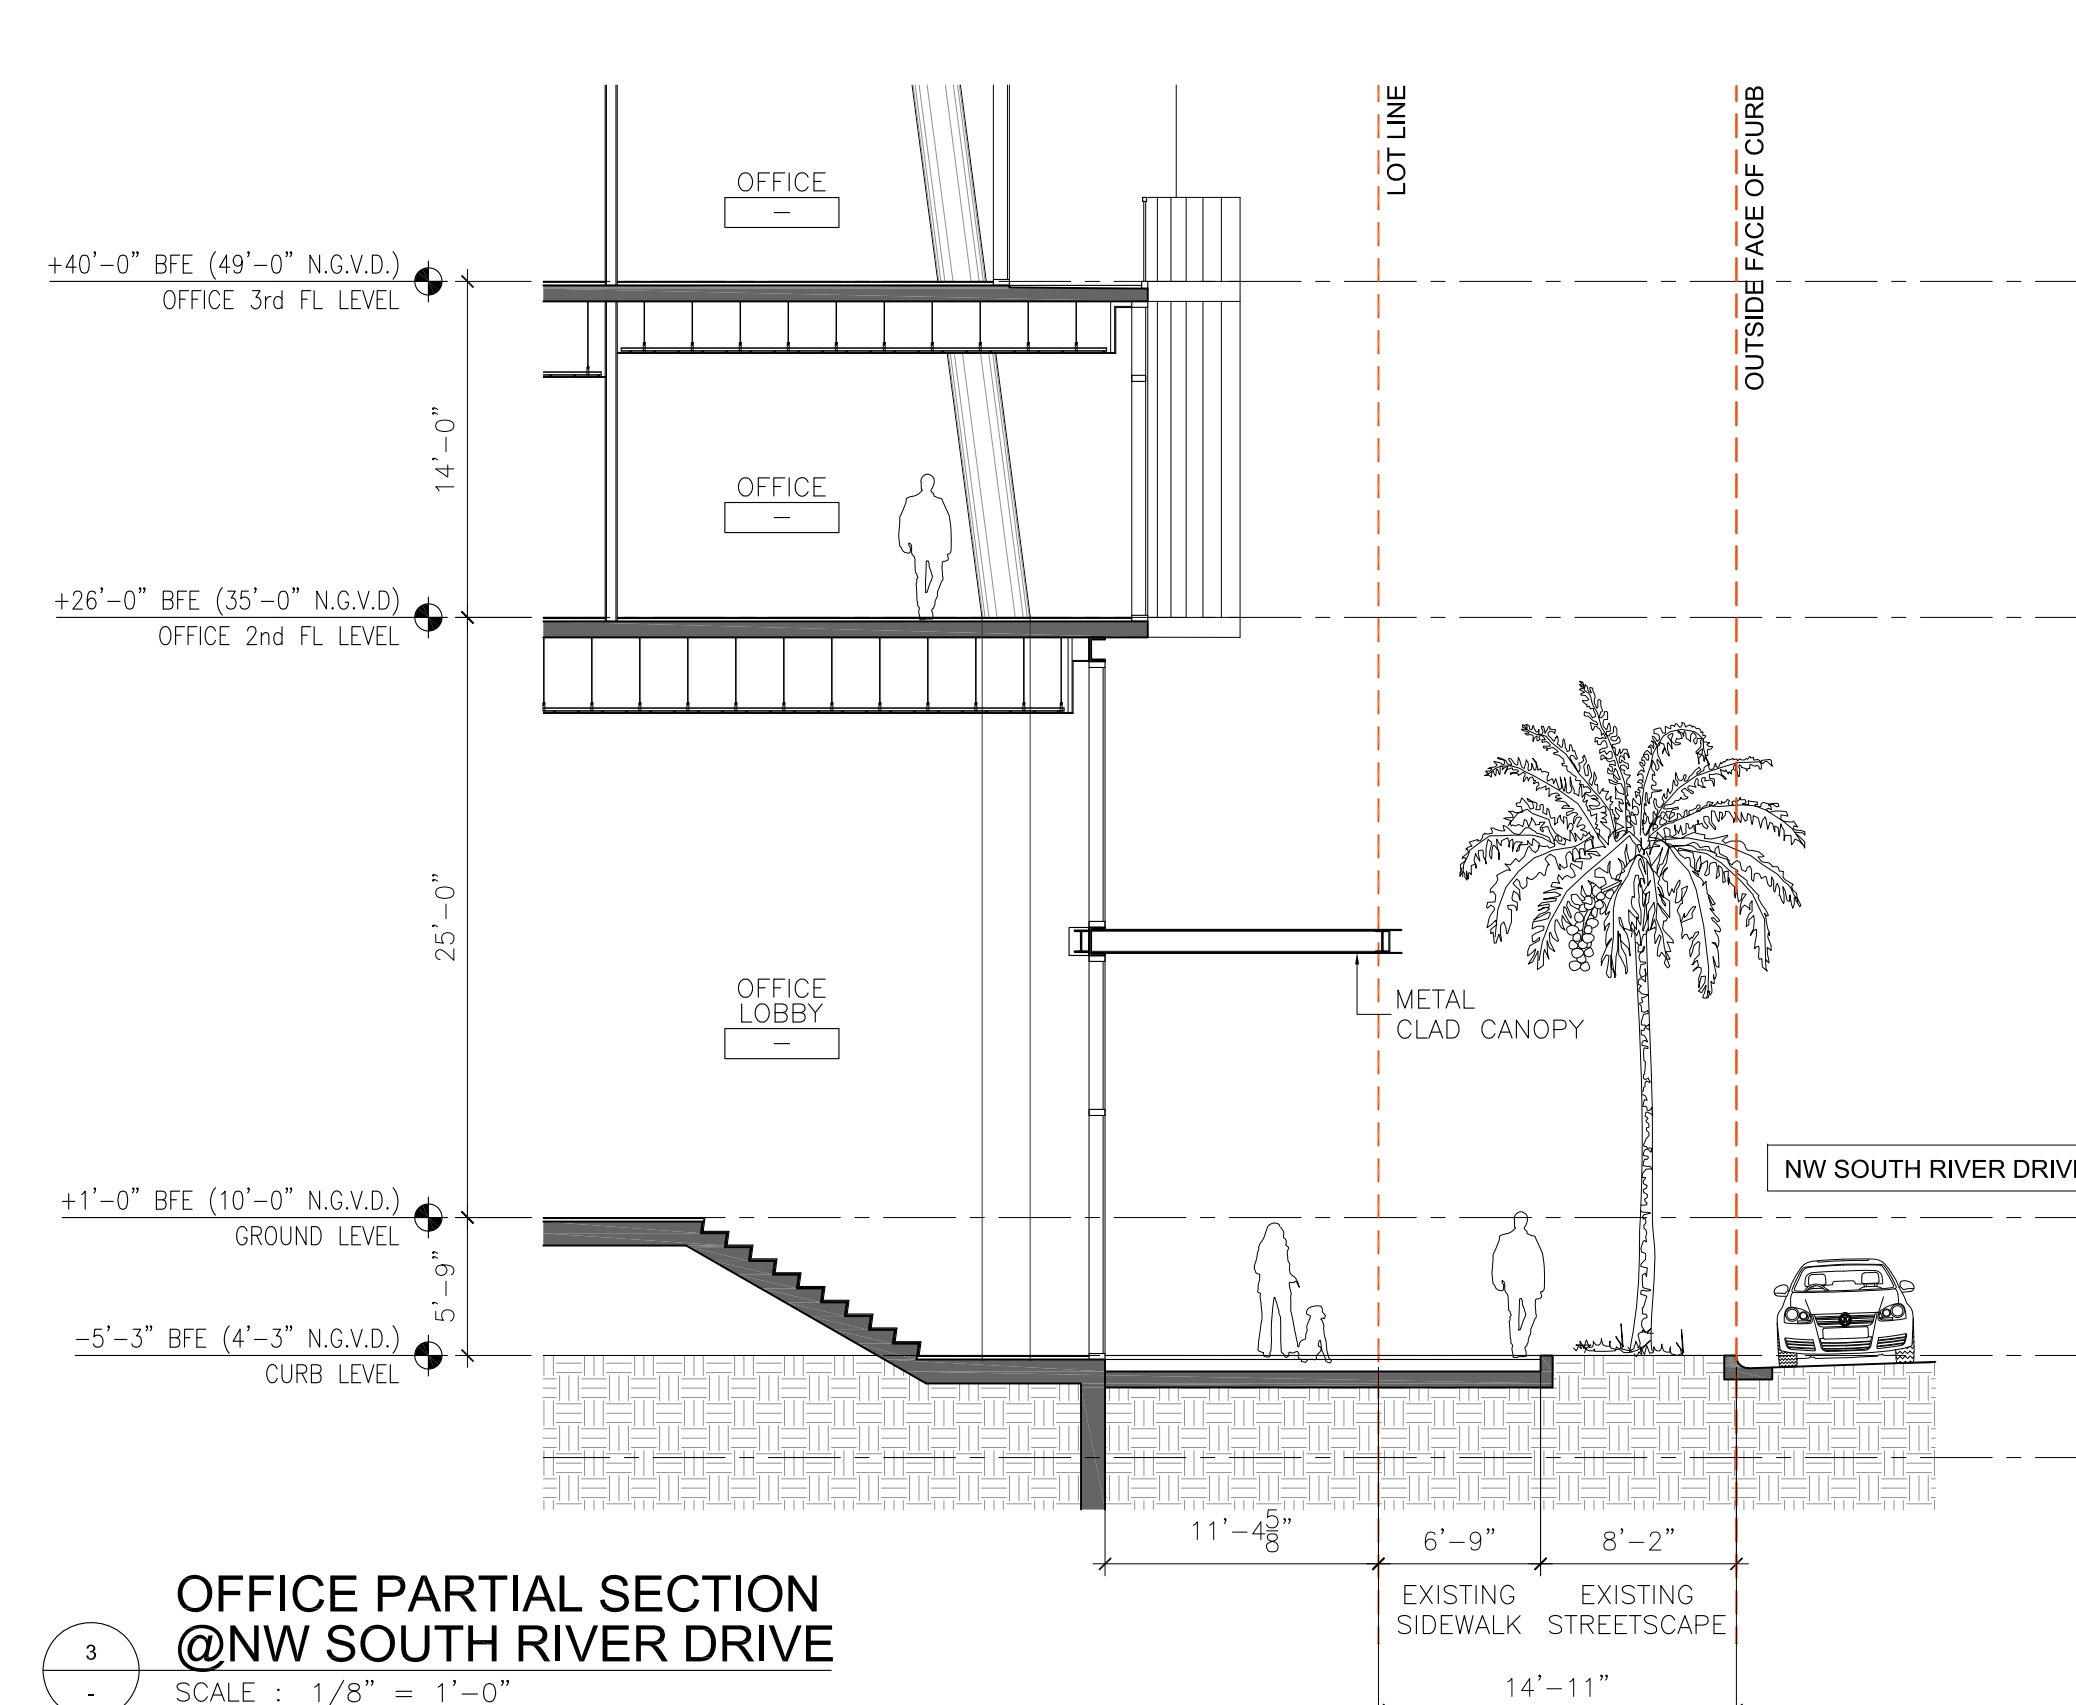 LOT LINE
OUTSIDE FACE OF CURB
OFFICE
–
+40'-0" BFE (49'-0" N.G.V.D.)
OFFICE 3rd FL LEVEL
14'-0"
OFFICE
–
+26'-0" BFE (35'-0" N.G.V.D)
OFFICE 2nd FL LEVEL
25'-0"
OFFICE
LOBBY
–
METAL
CLAD CANOPY
NW SOUTH RIVER
+1'-0" BFE (10'-0" N.G.V.D.)
GROUND LEVEL
5'-9"
-5'-3" BFE (4'-3" N.G.V.D.)
CURB LEVEL
11'-4 5/8"
6'-9"
8'-2"
EXISTING
SIDEWALK
EXISTING
STREETSCAPE
14'-11"
OFFICE PARTIAL SECTION
@NW SOUTH RIVER DRIVE
3
-
SCALE : 1/8" = 1'-0"